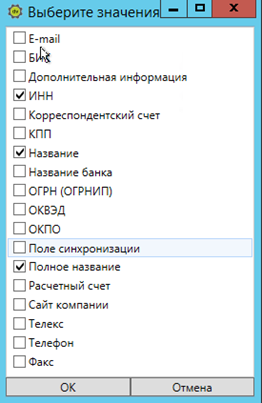 Выберите значения
E-mail
БИК
Дополнительная информация
ИНН
Корреспондентский счет
КПП
Название
Название банка
ОГРН (ОГРНИП)
ОКВЭД
ОКПО
Поле синхронизации
Полное название
Расчетный счет
Сайт компании
Телекс
Телефон
Факс
ОК
Отмена